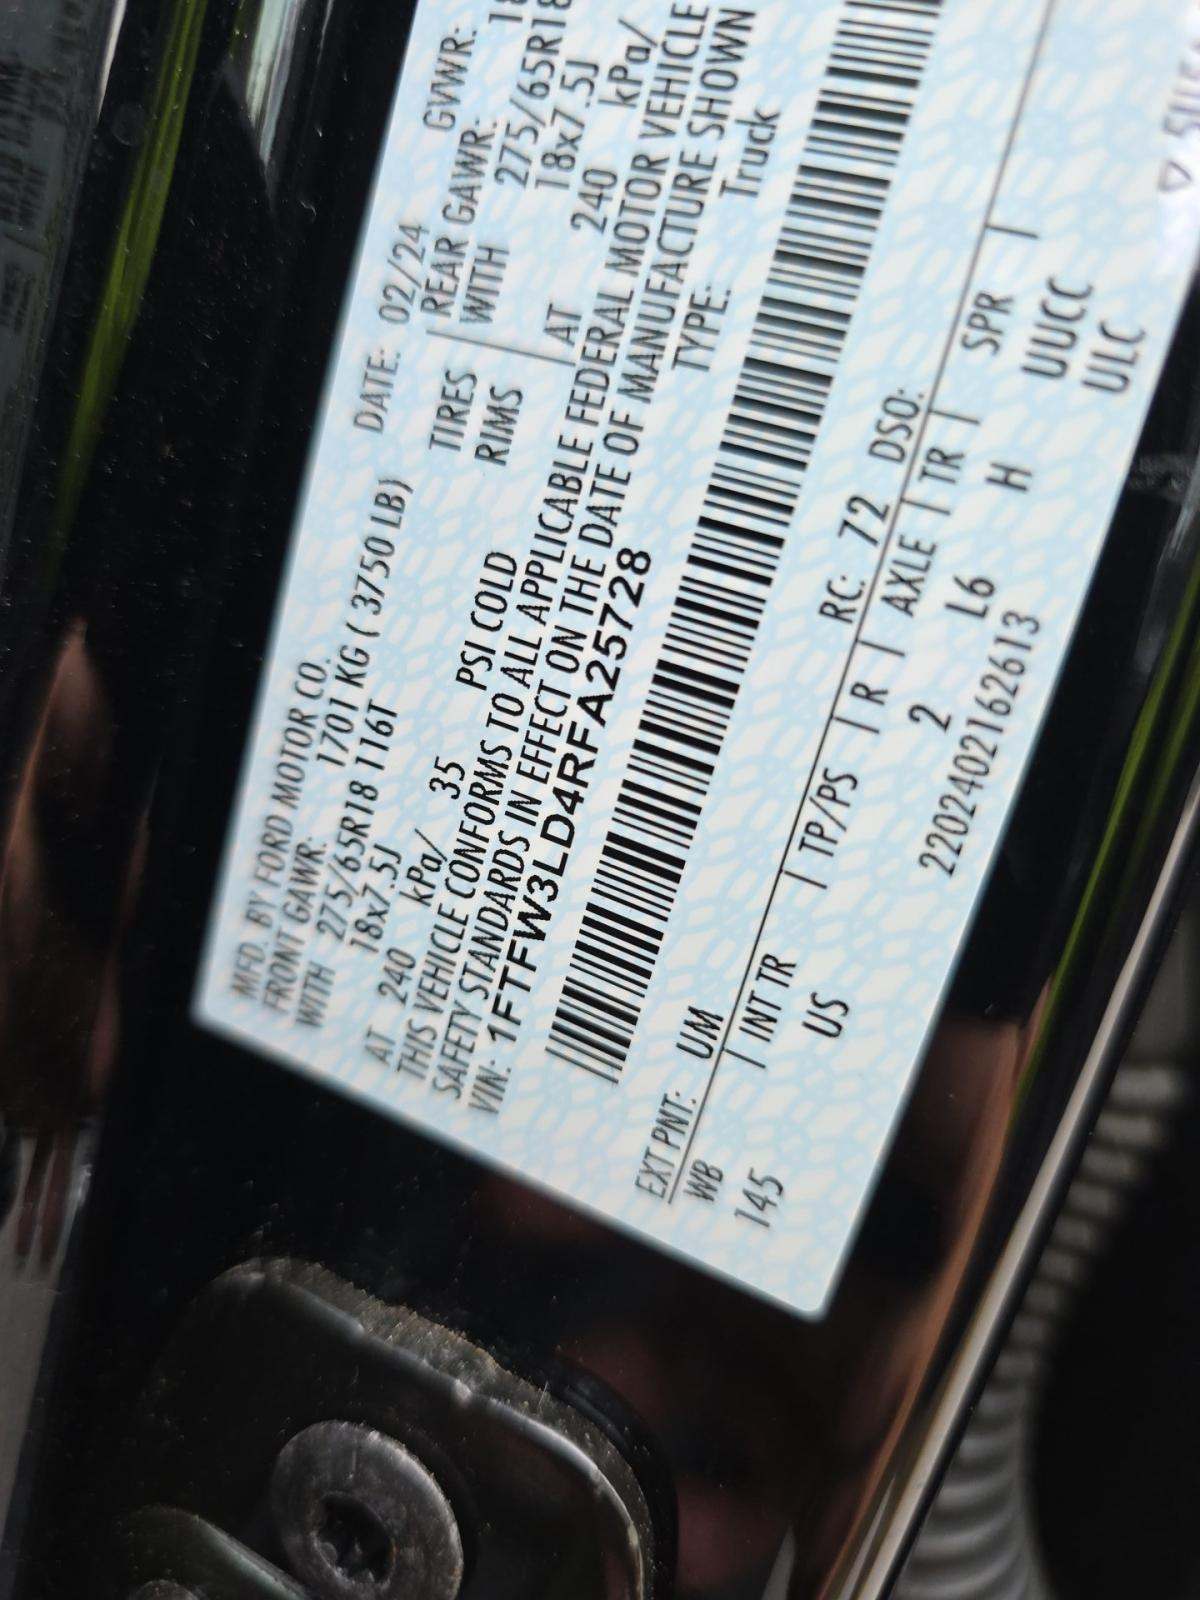 MFD. BY FORD MOTOR CO.
DATE: 02/24
GVWR:
FRONT GAWR: 1701 KG ( 3750 LB)
REAR GAWR:
WITH 275/65R18 116T
TIRES
WITH 275/65R18
18x7.5J
RIMS
18x7.5J
AT 240 kPa/ 35 PSI COLD
AT 240 kPa/
THIS VEHICLE CONFORMS TO ALL APPLICABLE FEDERAL MOTOR VEHICLE
SAFETY STANDARDS IN EFFECT ON THE DATE OF MANUFACTURE SHOWN
VIN: 1FTFW3LD4RFA25728
TYPE: Truck
EXT PNT: UM RC: 72 DSO:
WB | INT TR | TP/PS | R | AXLE | TR | SPR |
145 US 2 L6 H UUCC
2202402162613 ULC